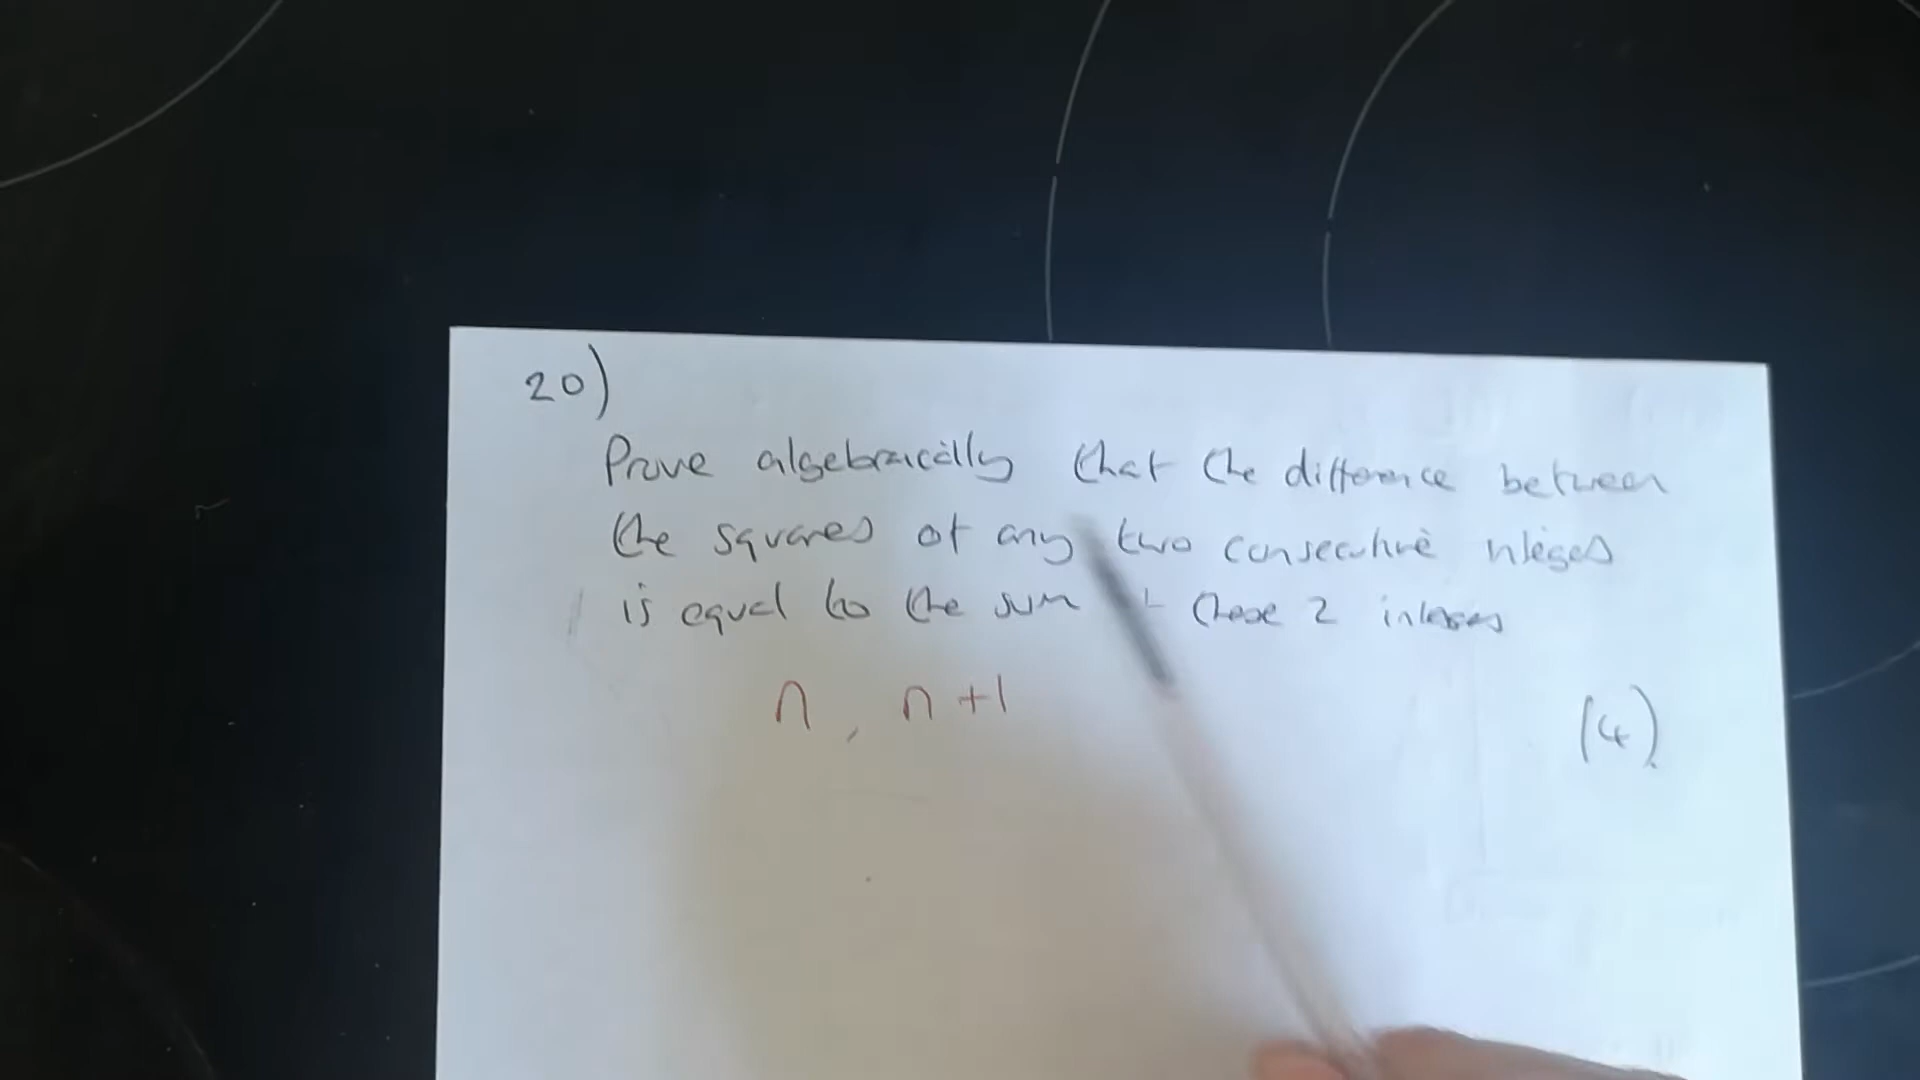 20)
Prove algebraically that the difference between
the squares of any two consecutive
is equal to the sum these 2 integers
n, n+1
(4)